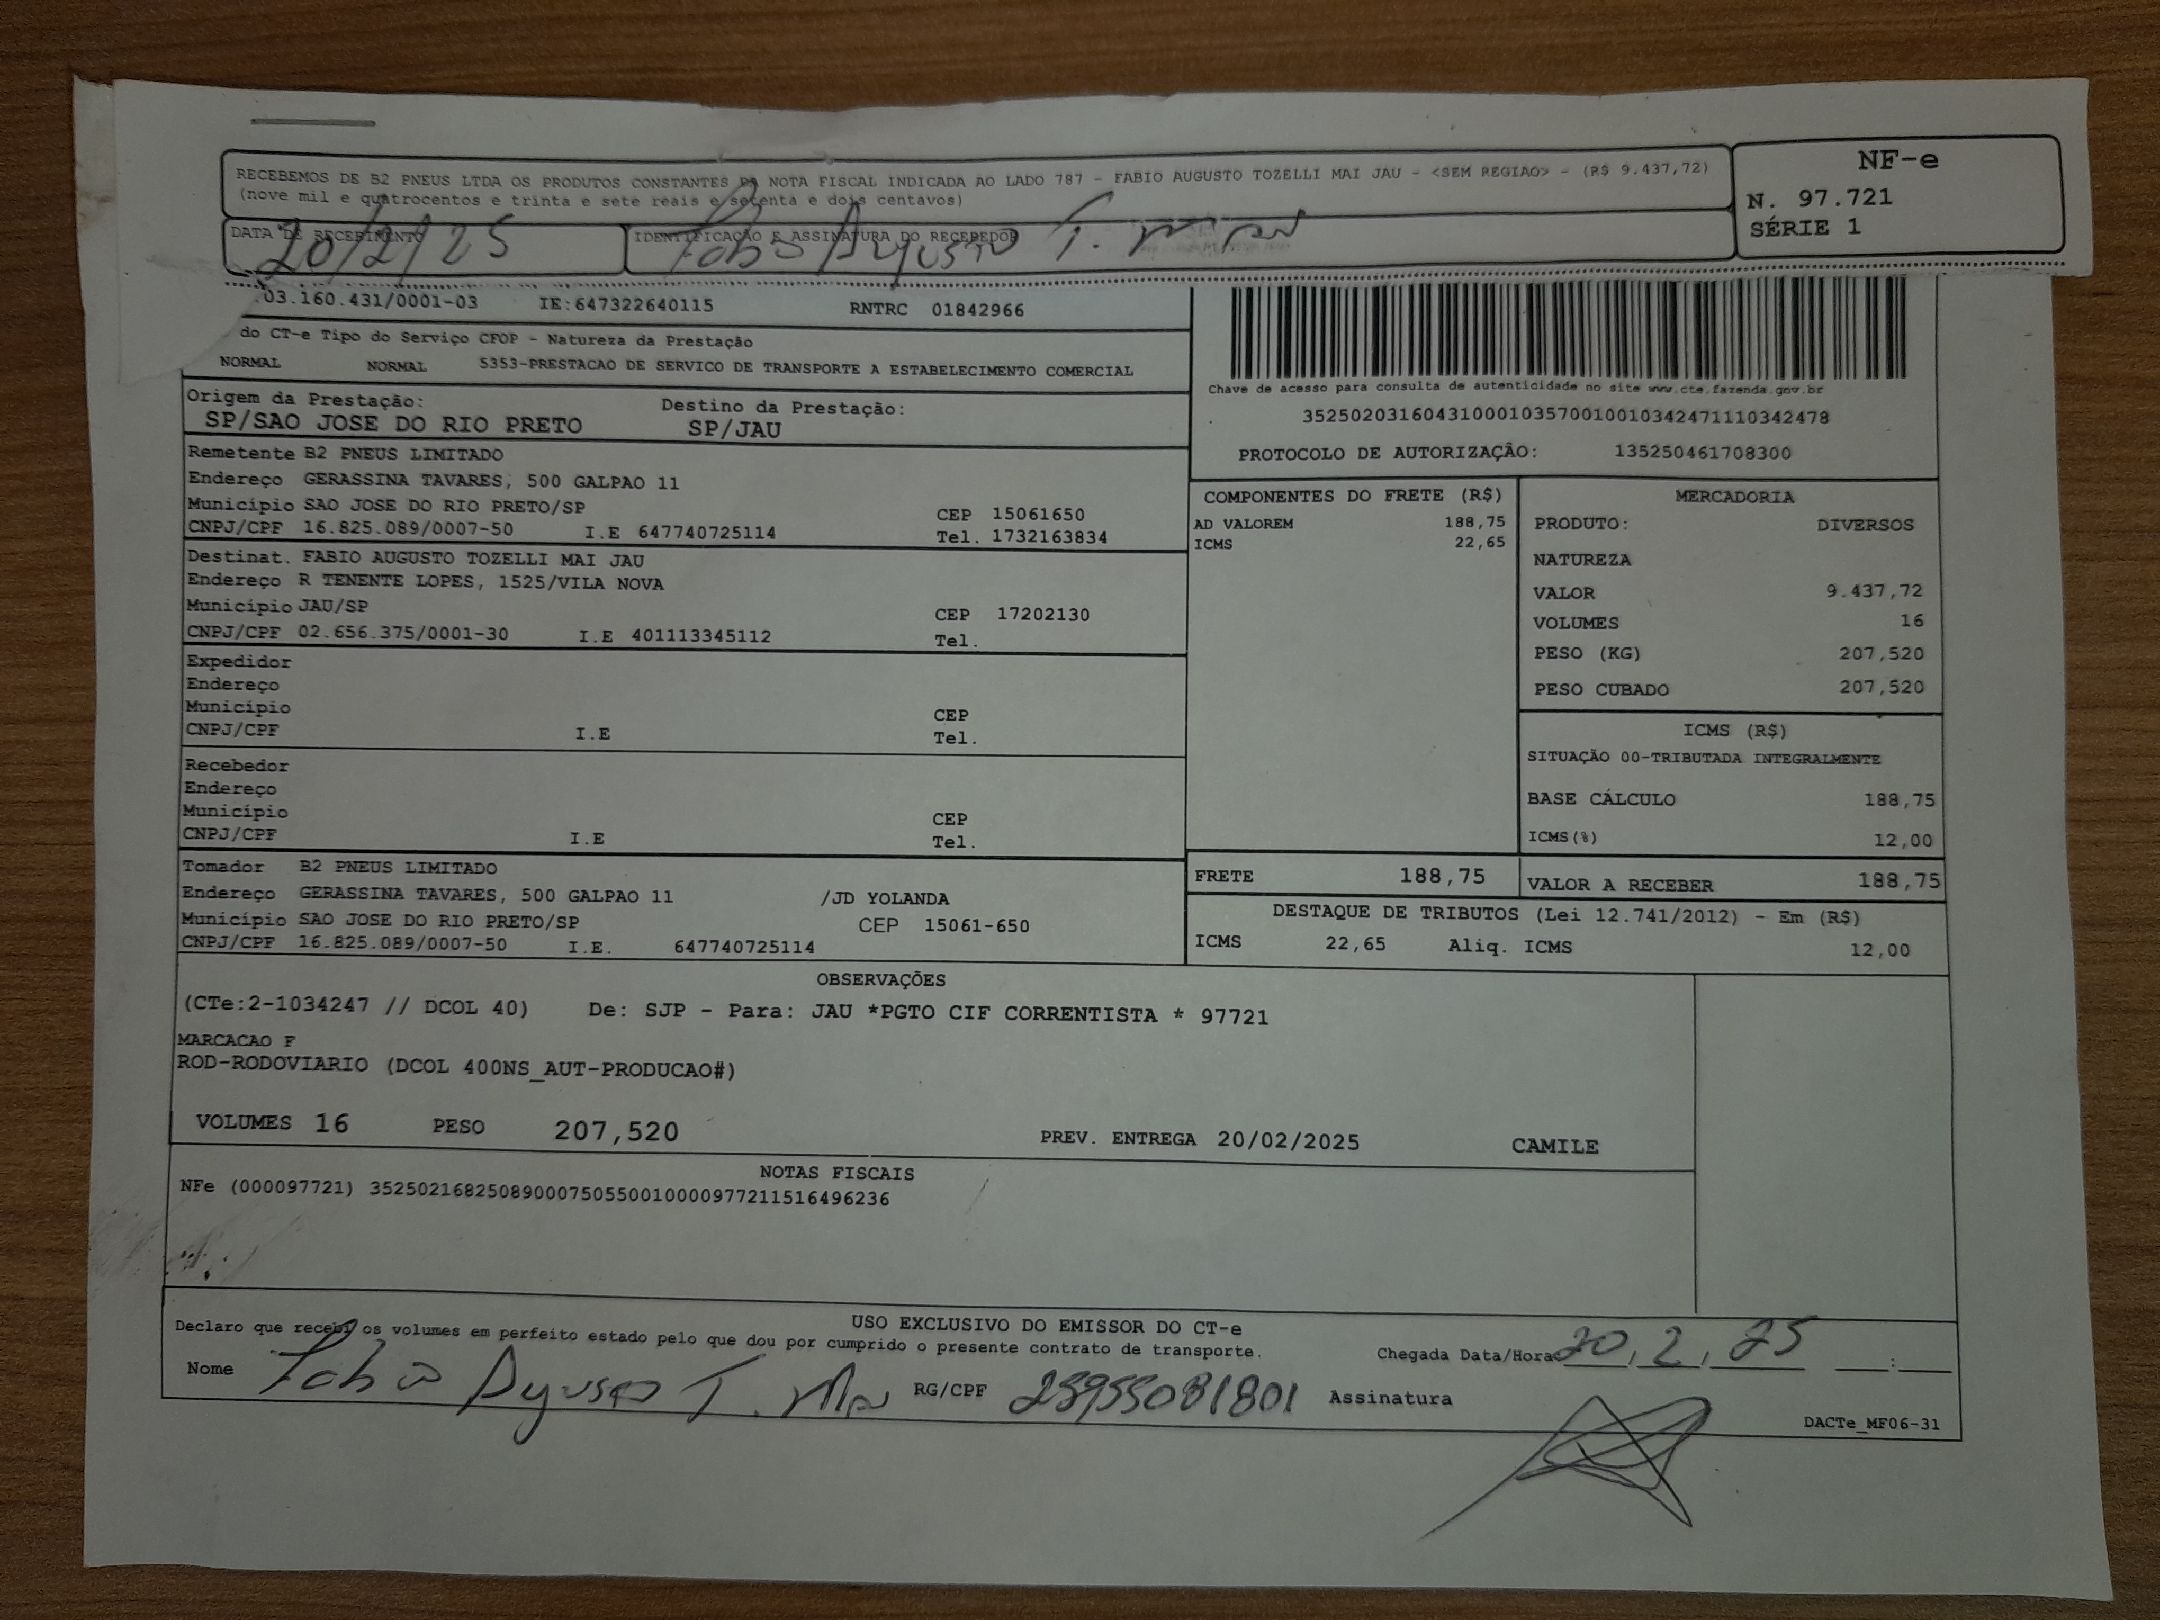 RECEBEMOS DE B2 PNEUS LTDA OS PRODUTOS CONSTANTES DA NOTA FISCAL INDICADA AO LADO 787 - FABIO AUGUSTO TOZELLI MAI JAU - <SEM REGIAO> - (R$ 9.437,72)
(nove mil e quatrocentos e trinta e sete reais e setenta e dois centavos)
NF-e
N. 97.721
SÉRIE 1
DATA DE RECEBIMENTO
20/2/25
IDENTIFICAÇÃO E ASSINATURA DO RECEBEDOR
Fabio Augusto T. Mai
03.160.431/0001-03 IE:647322640115 RNTRC 01842966
do CT-e Tipo do Serviço CFOP - Natureza da Prestação
NORMAL NORMAL 5353-PRESTACAO DE SERVICO DE TRANSPORTE A ESTABELECIMENTO COMERCIAL
Chave de acesso para consulta de autenticidade no site www.cte.fazenda.gov.br
35250203160431000103570010010342471110342478
PROTOCOLO DE AUTORIZAÇÃO: 135250461708300
Origem da Prestação: Destino da Prestação:
SP/SAO JOSE DO RIO PRETO SP/JAU
Remetente B2 PNEUS LIMITADO
Endereço GERASSINA TAVARES, 500 GALPAO 11
Município SAO JOSE DO RIO PRETO/SP CEP 15061650
CNPJ/CPF 16.825.089/0007-50 I.E 647740725114 Tel. 1732163834
Destinat. FABIO AUGUSTO TOZELLI MAI JAU
Endereço R TENENTE LOPES, 1525/VILA NOVA
Município JAU/SP CEP 17202130
CNPJ/CPF 02.656.375/0001-30 I.E 401113345112 Tel.
Expedidor
Endereço
Município CEP
CNPJ/CPF I.E Tel.
Recebedor
Endereço
Município CEP
CNPJ/CPF I.E Tel.
Tomador B2 PNEUS LIMITADO
Endereço GERASSINA TAVARES, 500 GALPAO 11 /JD YOLANDA
Município SAO JOSE DO RIO PRETO/SP CEP 15061-650
CNPJ/CPF 16.825.089/0007-50 I.E. 647740725114
COMPONENTES DO FRETE (R$)
AD VALOREM 188,75
ICMS 22,65
MERCADORIA
PRODUTO: DIVERSOS
NATUREZA
VALOR 9.437,72
VOLUMES 16
PESO (KG) 207,520
PESO CUBADO 207,520
ICMS (R$)
SITUAÇÃO 00-TRIBUTADA INTEGRALMENTE
BASE CÁLCULO 188,75
ICMS(%) 12,00
FRETE 188,75 VALOR A RECEBER 188,75
DESTAQUE DE TRIBUTOS (Lei 12.741/2012) - Em (R$)
ICMS 22,65 Aliq. ICMS 12,00
OBSERVAÇÕES
(CTe:2-1034247 // DCOL 40) De: SJP - Para: JAU *PGTO CIF CORRENTISTA * 97721
MARCACAO F
ROD-RODOVIARIO (DCOL 400NS_AUT-PRODUCAO#)
VOLUMES 16 PESO 207,520 PREV. ENTREGA 20/02/2025 CAMILE
NOTAS FISCAIS
NFe (000097721) 35250216825089000750550010000977211516496236
USO EXCLUSIVO DO EMISSOR DO CT-e
Declaro que recebi os volumes em perfeito estado pelo que dou por cumprido o presente contrato de transporte. Chegada Data/Hora 20, 2, 25 :
Nome Fabio Augusto T. Mai RG/CPF 25955081801 Assinatura
DACTe_MF06-31